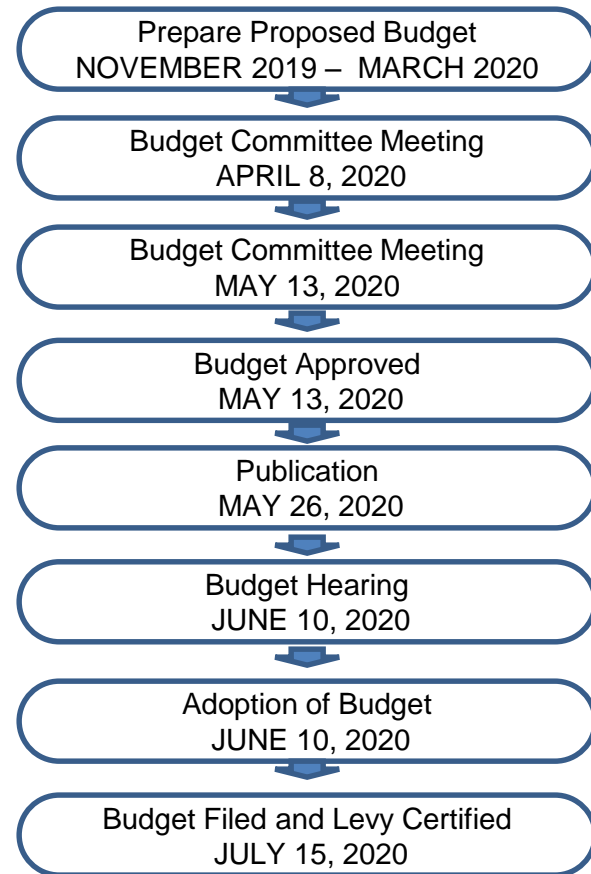 Prepare Proposed Budget
NOVEMBER 2019 – MARCH 2020
Budget Committee Meeting
APRIL 8, 2020
Budget Committee Meeting
MAY 13, 2020
Budget Approved
MAY 13, 2020
Publication
MAY 26, 2020
Budget Hearing
JUNE 10, 2020
Adoption of Budget
JUNE 10, 2020
Budget Filed and Levy Certified
JULY 15, 2020